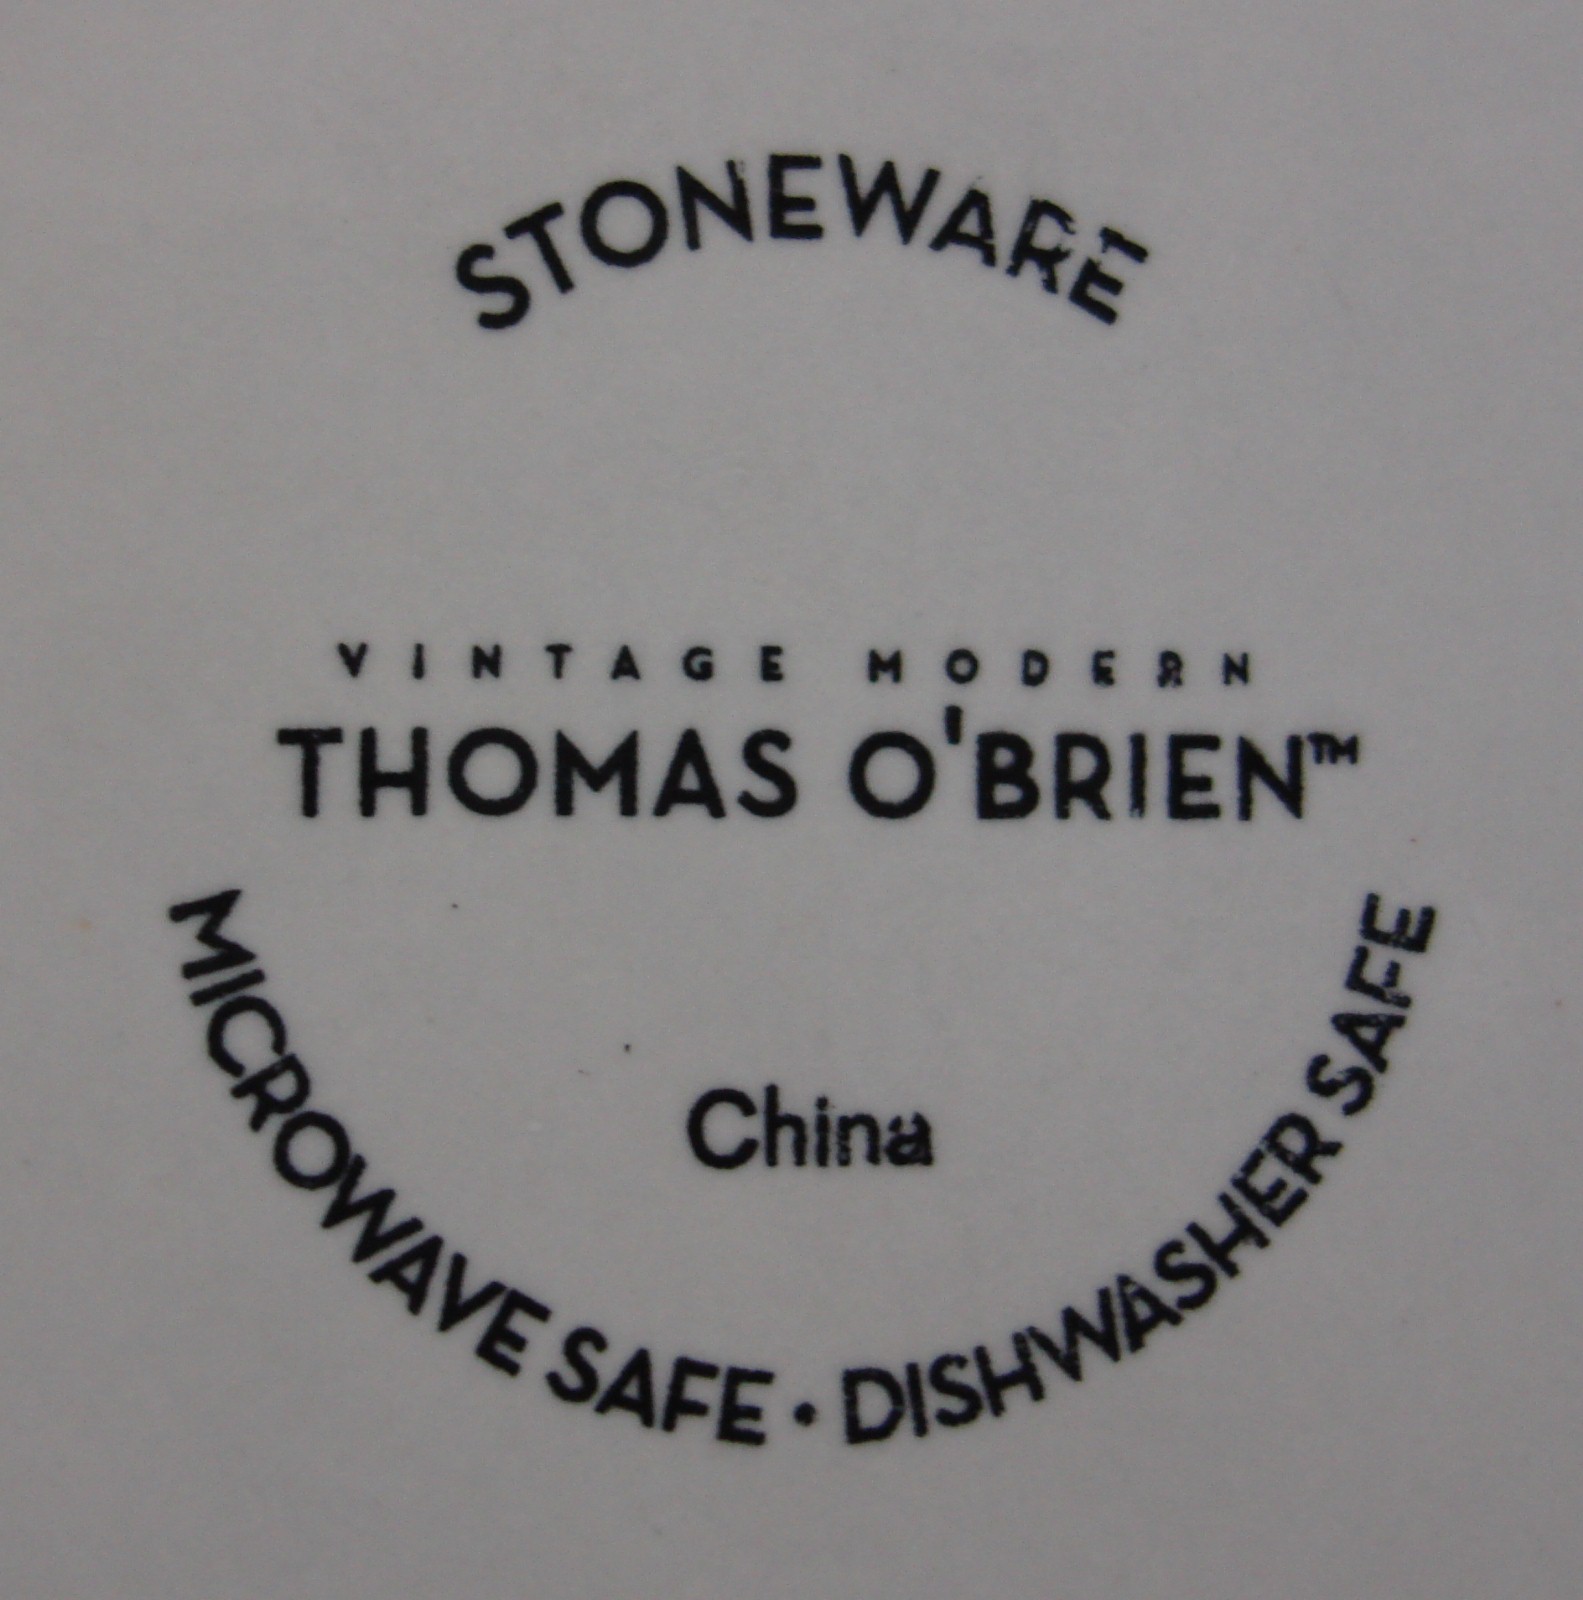 STONEWARE
VINTAGE MODERN
THOMAS O'BRIEN™
China
MICROWAVE SAFE • DISHWASHER SAFE